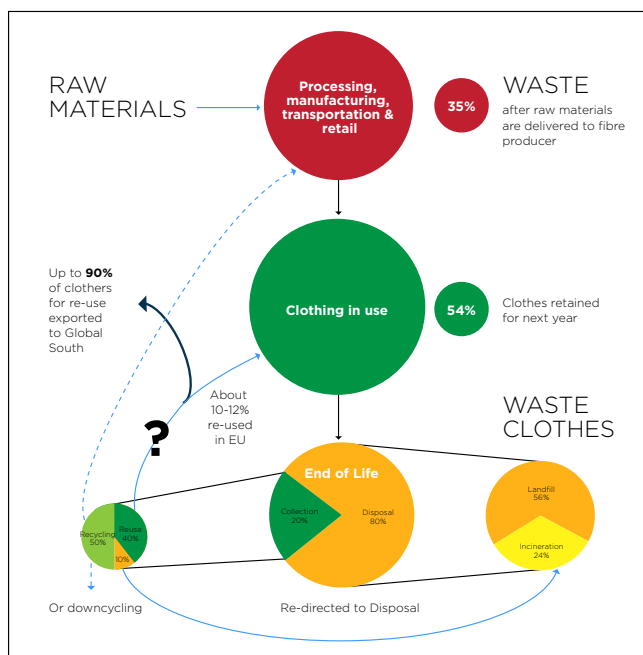 RAW
MATERIALS
Processing,
manufacturing,
transportation &
retail
35%
WASTE
after raw materials
are delivered to fibre
producer
Up to 90%
of clothers
for re-use
exported
to Global
South
Clothing in use
54%
Clothes retained
for next year
About
10-12%
re-used
in EU
?
WASTE
CLOTHES
End of Life
Collection
20%
Disposal
80%
Landfill
56%
Incineration
24%
Recycling
50%
Reuse
40%
10%
Or downcycling
Re-directed to Disposal